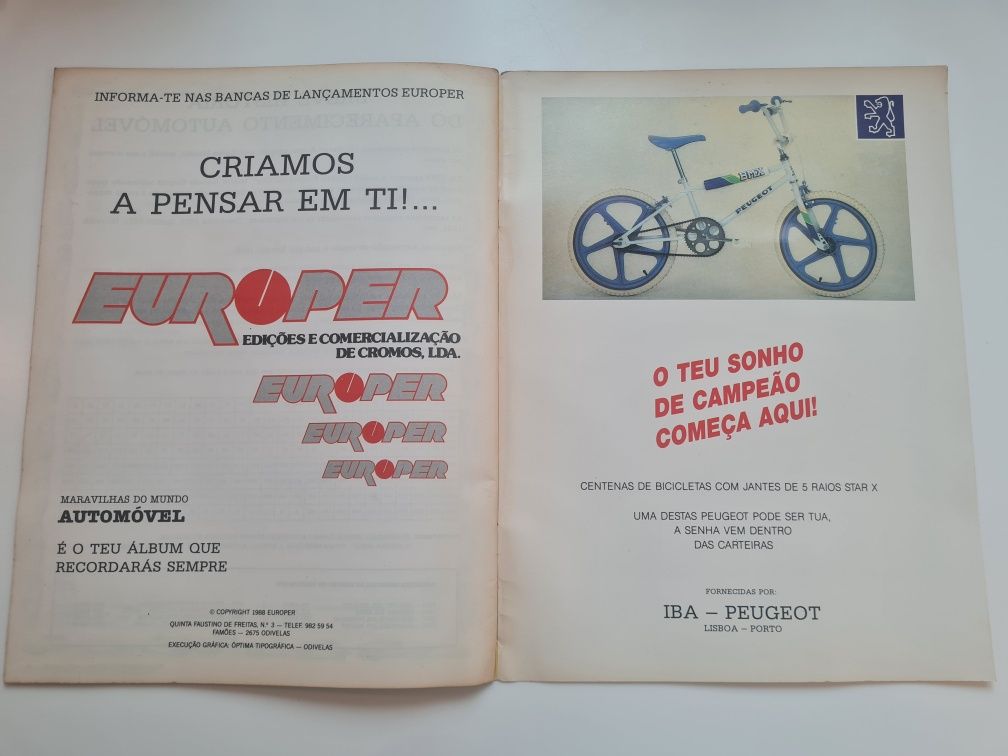 INFORMA-TE NAS BANCAS DE LANÇAMENTOS EUROPER
CRIAMOS
A PENSAR EM TI!...
EUROPER
EDIÇÕES E COMERCIALIZAÇÃO
DE CROMOS, LDA.
EUROPER
EUROPER
EUROPER
MARAVILHAS DO MUNDO
AUTOMÓVEL
É O TEU ÁLBUM QUE
RECORDARÁS SEMPRE
© COPYRIGHT 1988 EUROPER
QUINTA FAUSTINO DE FREITAS, N.º 3 — TELEF. 982 59 54
FAMÕES — 2675 ODIVELAS
EXECUÇÃO GRÁFICA: ÓPTIMA TIPOGRÁFICA — ODIVELAS
BMX
PEUGEOT
O TEU SONHO
DE CAMPEÃO
COMEÇA AQUI!
CENTENAS DE BICICLETAS COM JANTES DE 5 RAIOS STAR X
UMA DESTAS PEUGEOT PODE SER TUA,
A SENHA VEM DENTRO
DAS CARTEIRAS
FORNECIDAS POR:
IBA — PEUGEOT
LISBOA — PORTO